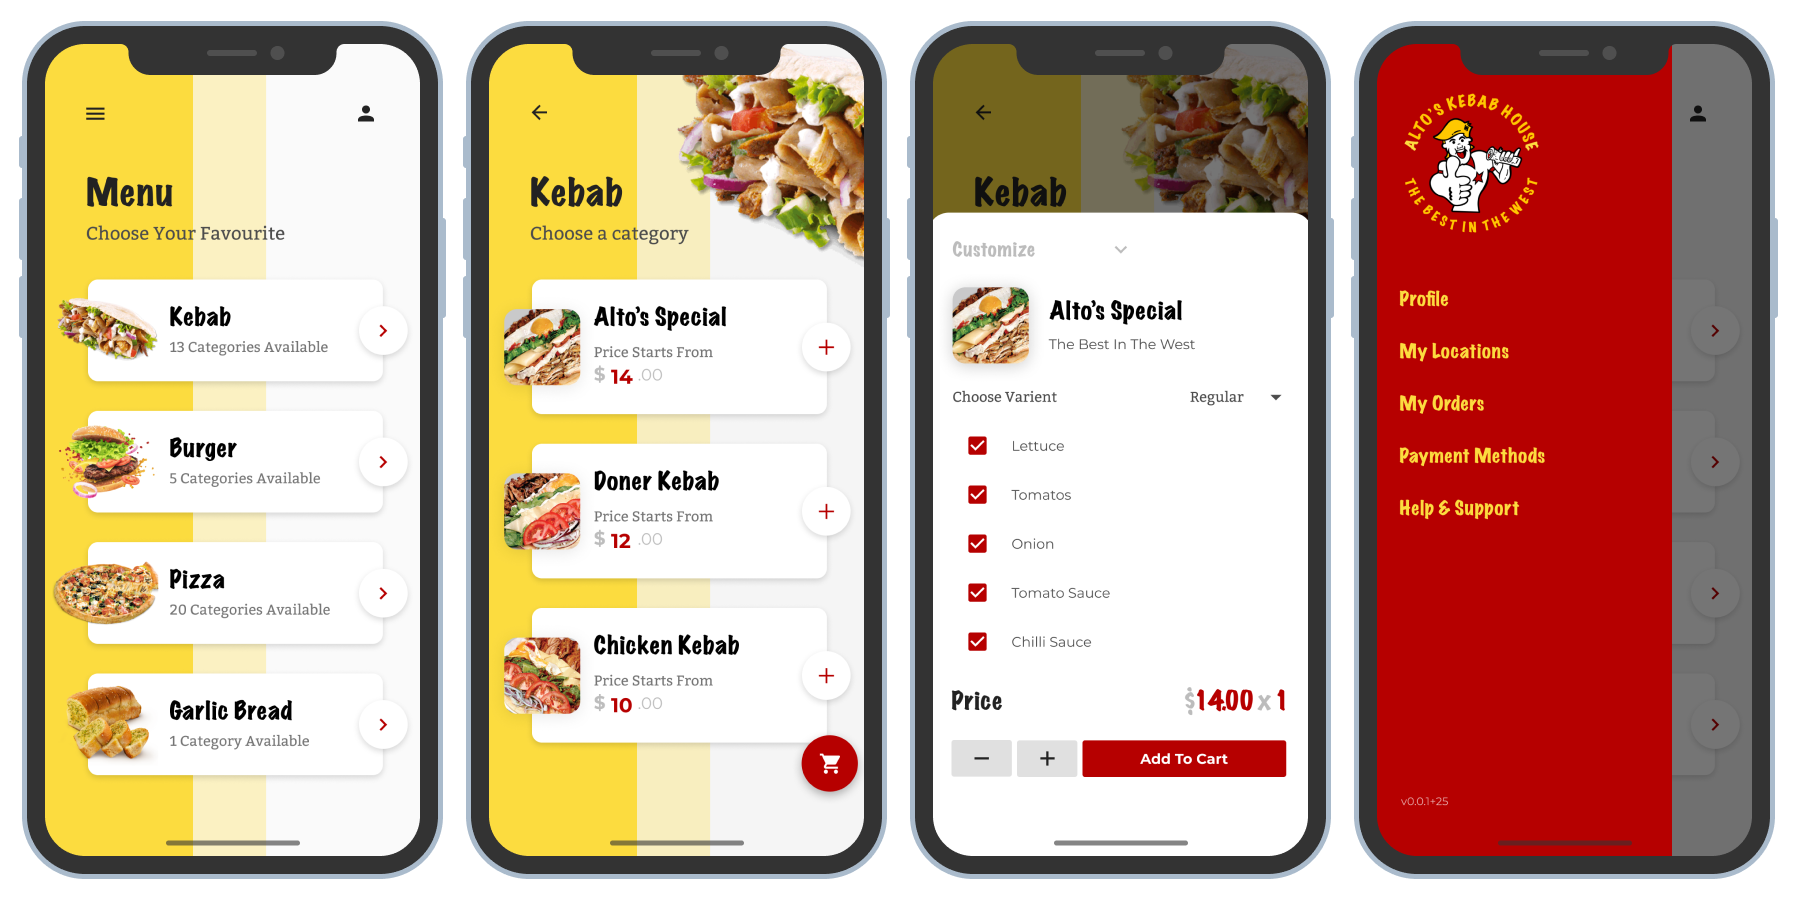 Menu
Choose Your Favourite
Kebab
13 Categories Available
Burger
5 Categories Available
Pizza
20 Categories Available
Garlic Bread
1 Category Available
Kebab
Choose a category
Alto's Special
Price Starts From
$ 14 .00
Doner Kebab
Price Starts From
$ 12 .00
Chicken Kebab
Price Starts From
$ 10 .00
Kebab
Customize
Alto's Special
The Best In The West
Choose Varient
Regular
Lettuce
Tomatos
Onion
Tomato Sauce
Chilli Sauce
Price
$14.00 x 1
Add To Cart
ALTO'S KEBAB HOUSE
THE BEST IN THE WEST
Profile
My Locations
My Orders
Payment Methods
Help & Support
v0.0.1+25